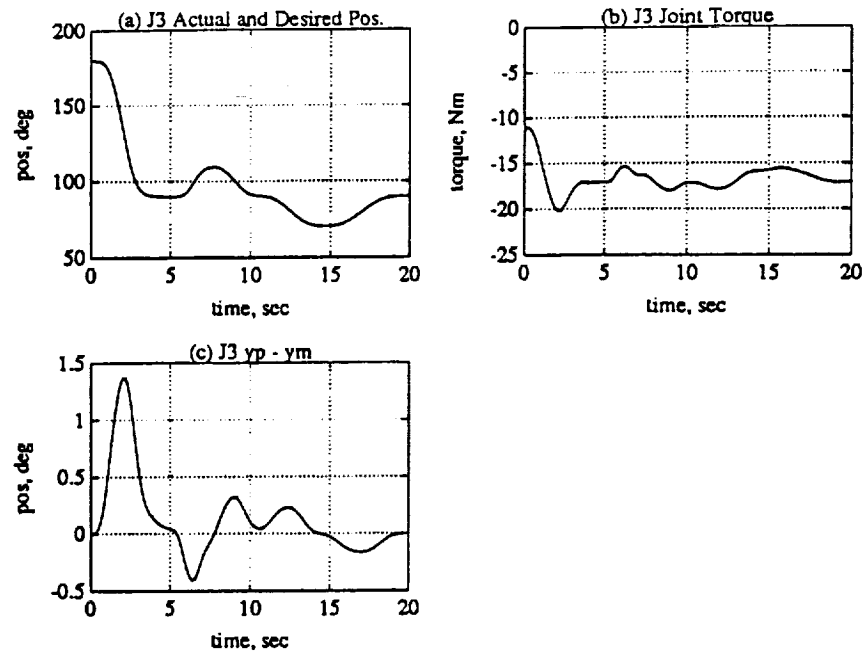 (a) J3 Actual and Desired Pos.
200
150
100
50
pos, deg
0 5 10 15 20
time, sec
(b) J3 Joint Torque
0
-5
-10
-15
-20
-25
torque, Nm
0 5 10 15 20
time, sec
(c) J3 yp - ym
1.5
1
0.5
0
-0.5
pos, deg
0 5 10 15 20
time, sec